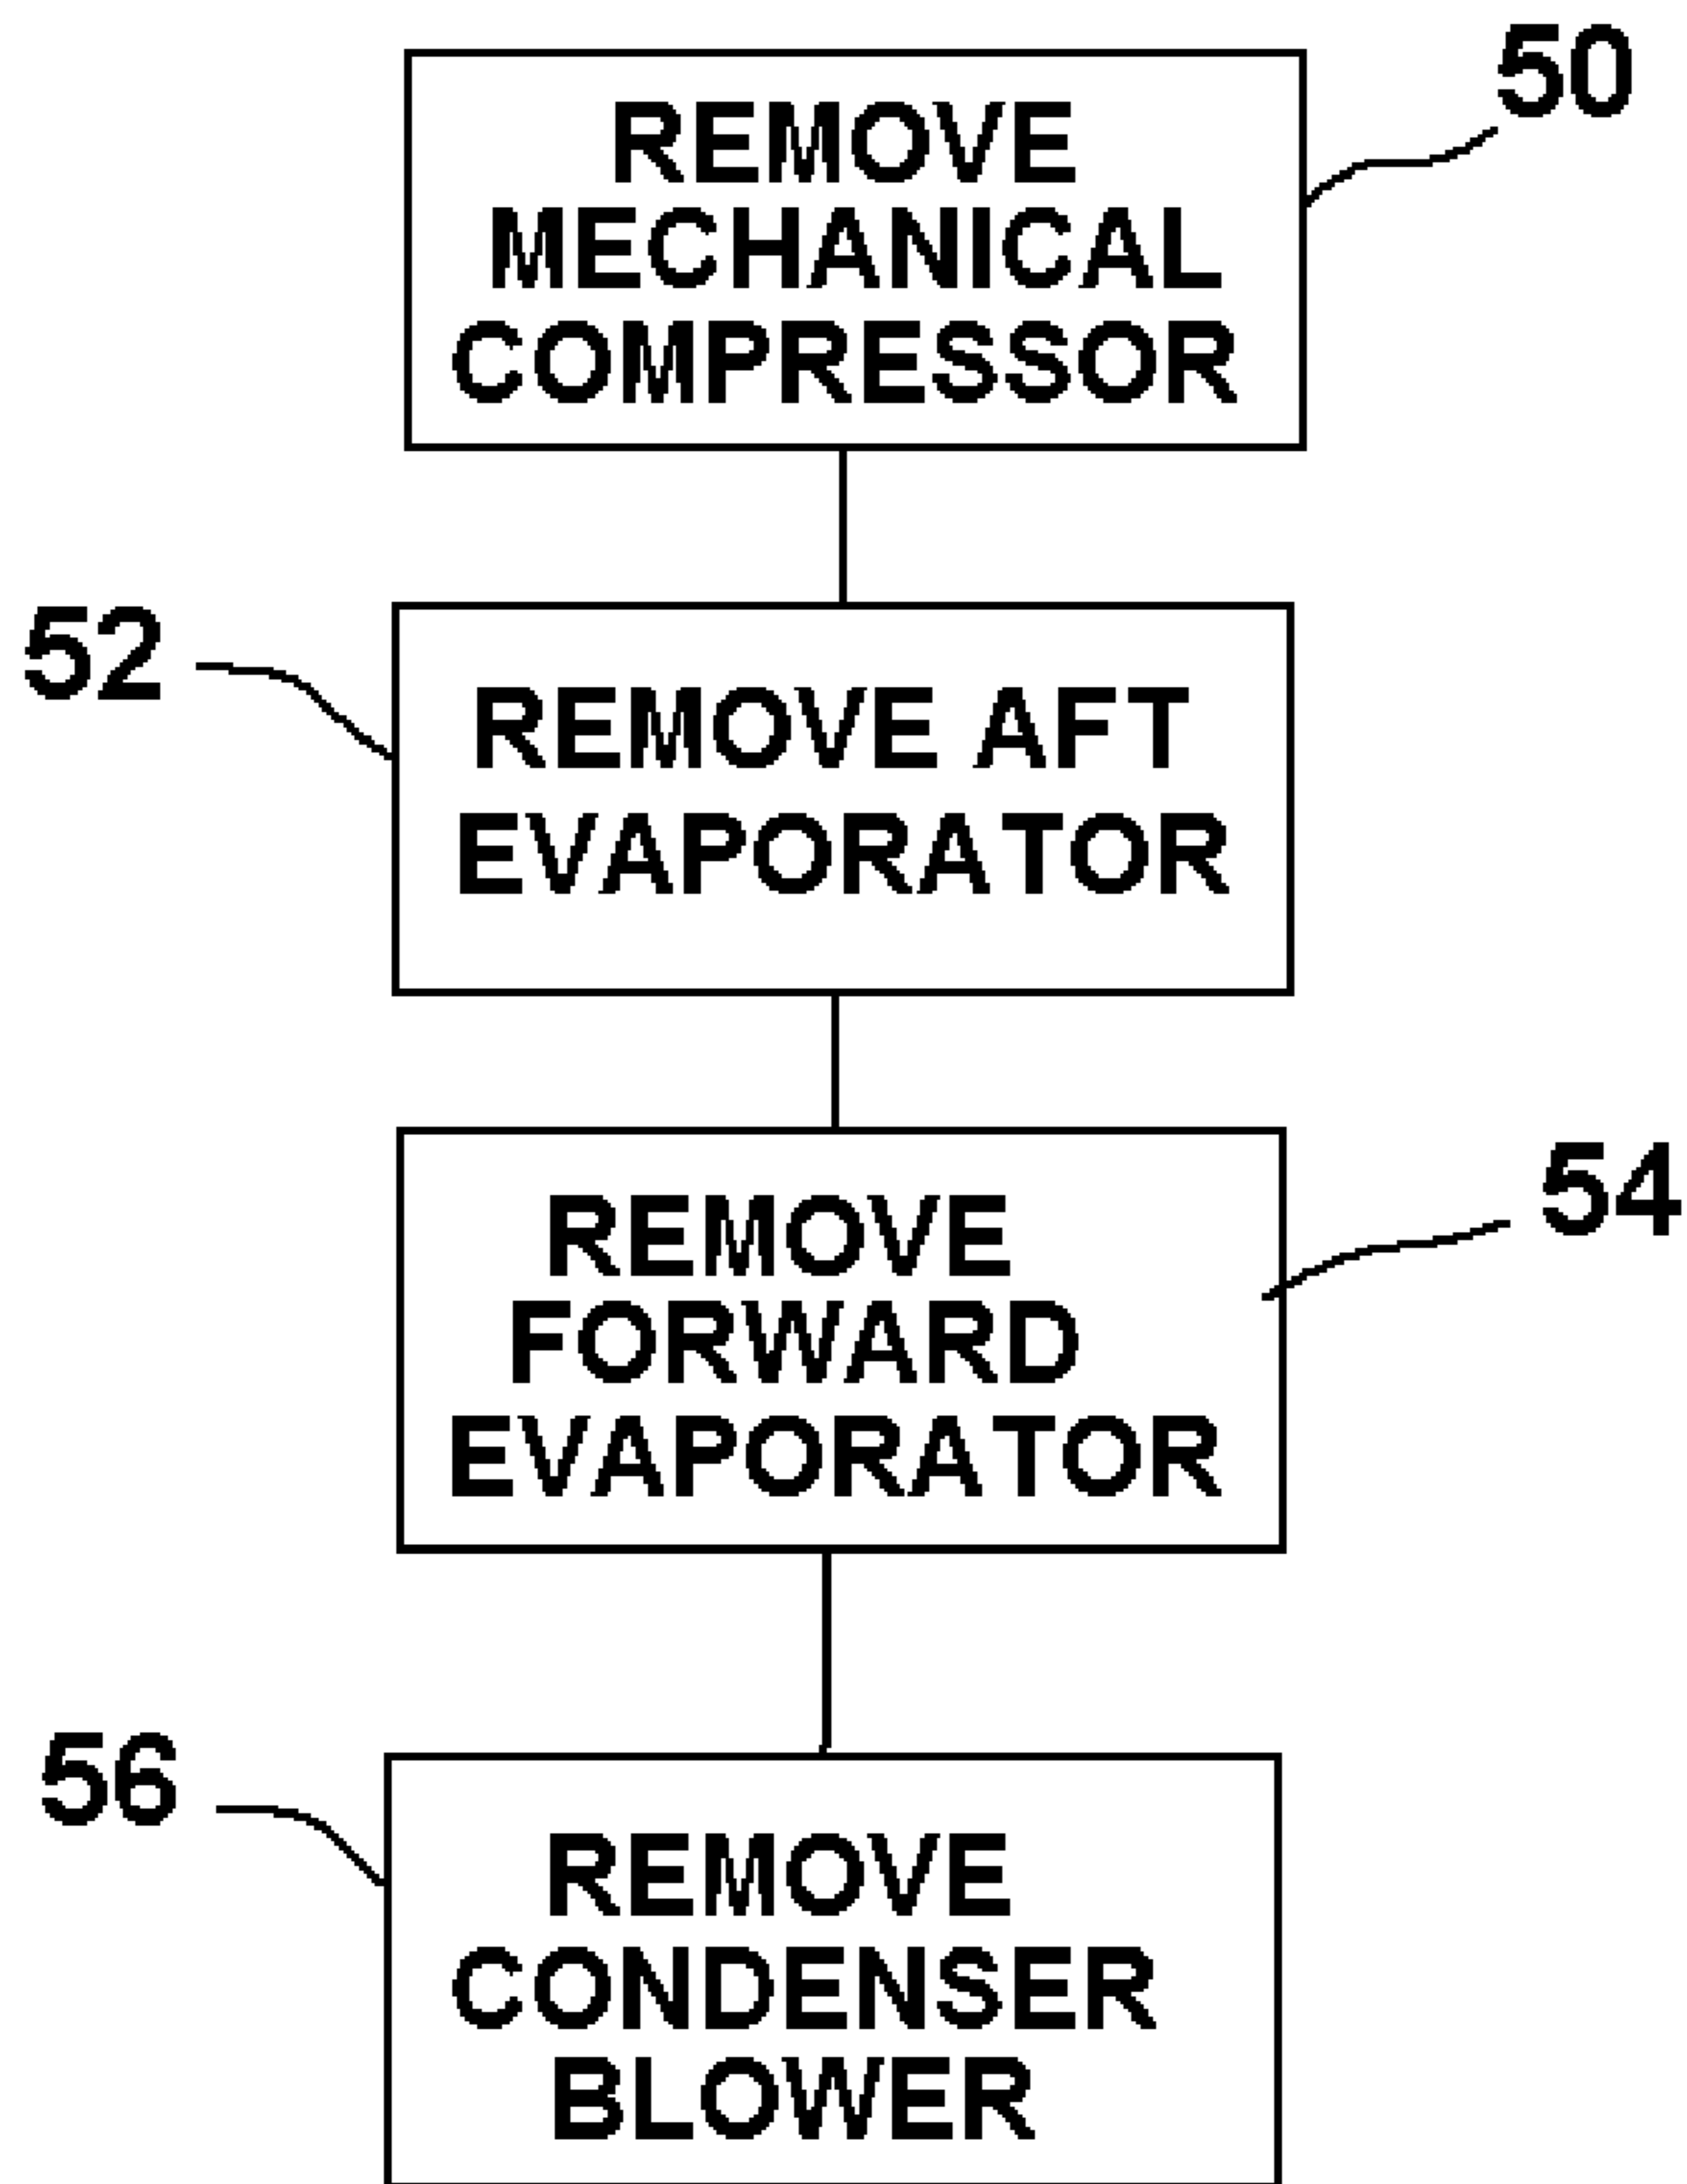 50
REMOVE
MECHANICAL
COMPRESSOR
52
REMOVE AFT
EVAPORATOR
54
REMOVE
FORWARD
EVAPORATOR
56
REMOVE
CONDENSER
BLOWER